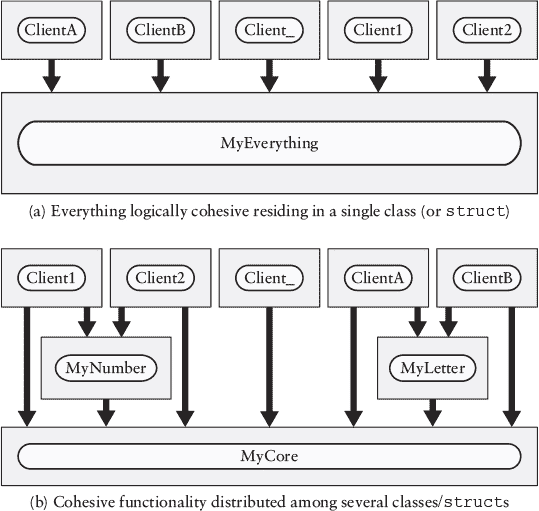 ClientA ClientB Client_ Client1 Client2
MyEverything
(a) Everything logically cohesive residing in a single class (or struct)
Client1 Client2 Client_ ClientA ClientB
MyNumber MyLetter
MyCore
(b) Cohesive functionality distributed among several classes/structs